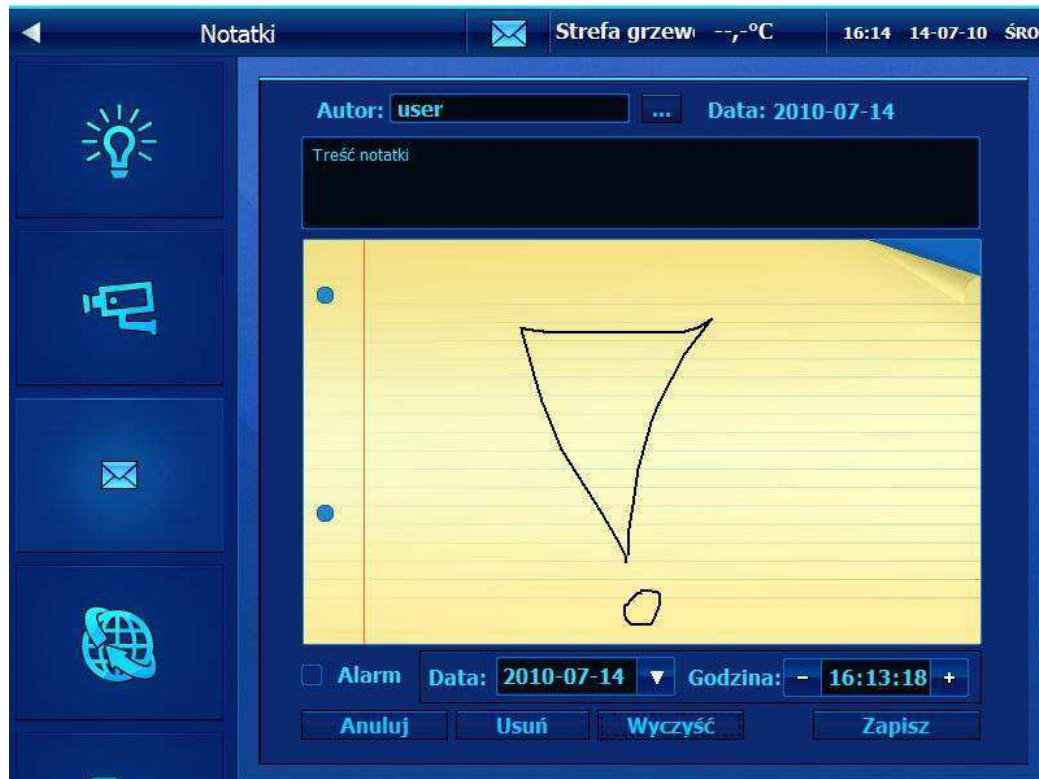 Notatki Strefa grzew --,-°C 16:14 14-07-10 ŚRO
Autor: user ... Data: 2010-07-14
Treść notatki
Alarm Data: 2010-07-14 Godzina: - 16:13:18 +
Anuluj Usuń Wyczyść Zapisz